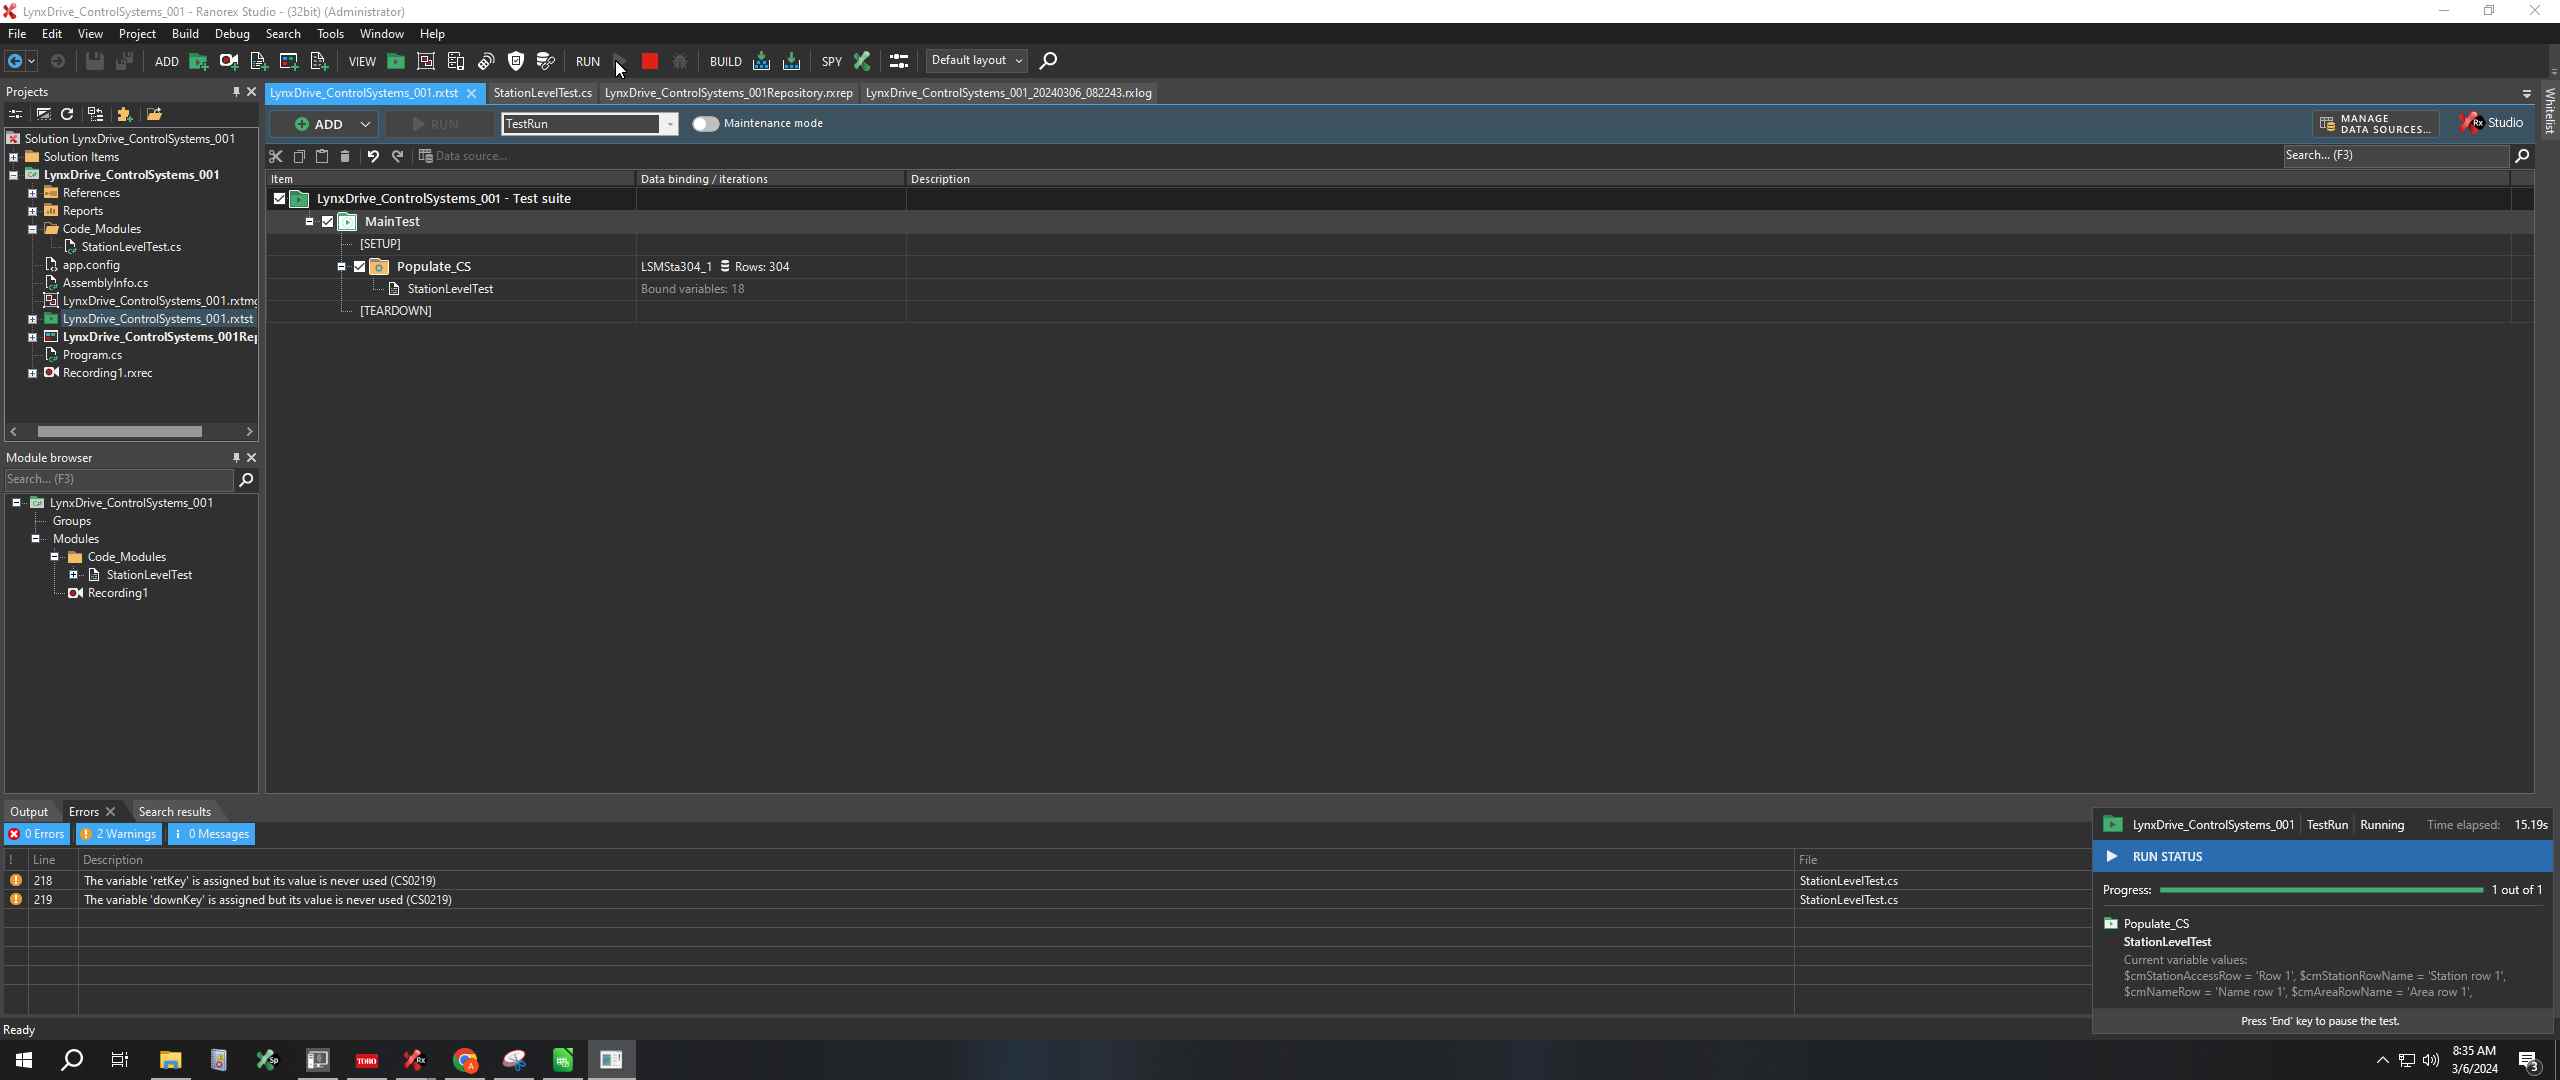 LynxDrive_ControlSystems_001 - Ranorex Studio - (32bit) (Administrator)
File Edit View Project Build Debug Search Tools Window Help
ADD VIEW RUN BUILD SPY Default layout
Projects
LynxDrive_ControlSystems_001.rxtst StationLevelTest.cs LynxDrive_ControlSystems_001Repository.rxrep LynxDrive_ControlSystems_001_20240306_082243.rxlog
Whitelist
ADD RUN TestRun Maintenance mode
MANAGE
DATA SOURCES...
Rx Studio
Data source...
Search... (F3)
Item Data binding / iterations Description
LynxDrive_ControlSystems_001 - Test suite
MainTest
[SETUP]
Populate_CS LSMSta304_1 Rows: 304
StationLevelTest Bound variables: 18
[TEARDOWN]
Solution LynxDrive_ControlSystems_001
Solution Items
LynxDrive_ControlSystems_001
References
Reports
Code_Modules
StationLevelTest.cs
app.config
AssemblyInfo.cs
LynxDrive_ControlSystems_001.rxtm
LynxDrive_ControlSystems_001.rxtst
LynxDrive_ControlSystems_001Rep
Program.cs
Recording1.rxrec
Module browser
Search... (F3)
LynxDrive_ControlSystems_001
Groups
Modules
Code_Modules
StationLevelTest
Recording1
Output Errors Search results
0 Errors 2 Warnings 0 Messages
! Line Description File
218 The variable 'retKey' is assigned but its value is never used (CS0219) StationLevelTest.cs
219 The variable 'downKey' is assigned but its value is never used (CS0219) StationLevelTest.cs
LynxDrive_ControlSystems_001 TestRun Running Time elapsed: 15.19s
RUN STATUS
Progress: 1 out of 1
Populate_CS
StationLevelTest
Current variable values:
$cmStationAccessRow = 'Row 1', $cmStationRowName = 'Station row 1',
$cmNameRow = 'Name row 1', $cmAreaRowName = 'Area row 1',
Press 'End' key to pause the test.
Ready
Sp
TORO
Rx
A
8:35 AM
3/6/2024
3